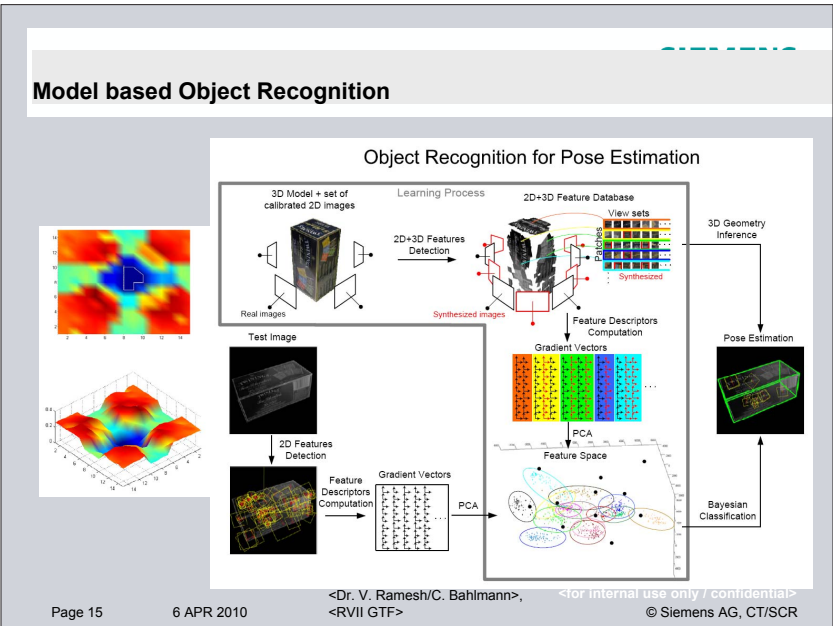 SIEMENS
Model based Object Recognition
Object Recognition for Pose Estimation
Learning Process
3D Model + set of
calibrated 2D images
2D+3D Features
Detection
2D+3D Feature Database
View sets
Patches
Synthesized
3D Geometry
Inference
Real images
Synthesized images
Feature Descriptors
Computation
Gradient Vectors
Test Image
Pose Estimation
PCA
2D Features
Detection
Feature Space
Feature
Descriptors
Computation
Gradient Vectors
PCA
Bayesian
Classification
Page 15
6 APR 2010
<Dr. V. Ramesh/C. Bahlmann>,
<RVII GTF>
<for internal use only / confidential>
© Siemens AG, CT/SCR